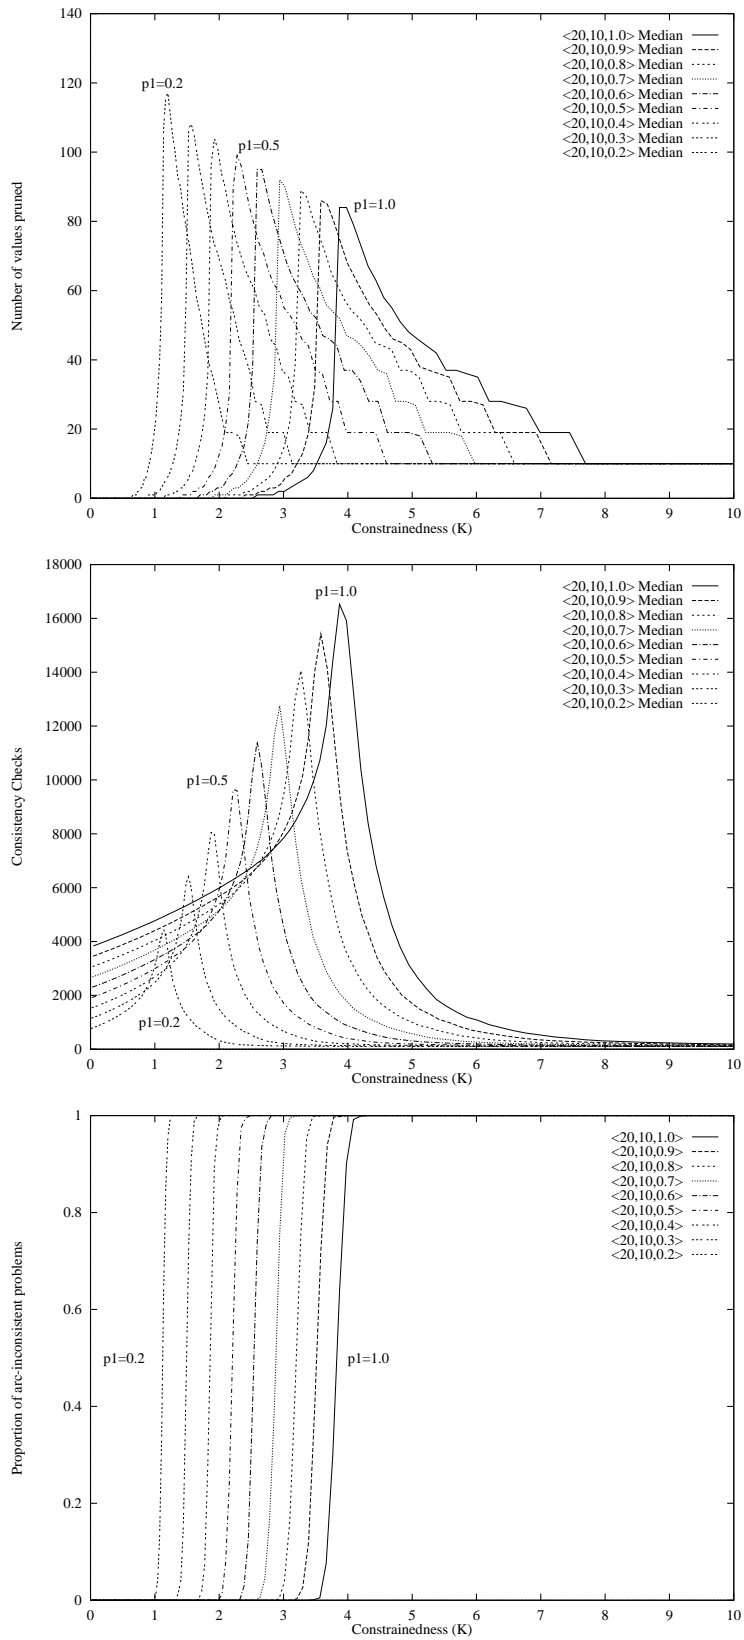 140
120
100
80
60
40
20
0
Number of values pruned
p1=0.2
p1=0.5
p1=1.0
<20,10,1.0> Median
<20,10,0.9> Median
<20,10,0.8> Median
<20,10,0.7> Median
<20,10,0.6> Median
<20,10,0.5> Median
<20,10,0.4> Median
<20,10,0.3> Median
<20,10,0.2> Median
0 1 2 3 4 5 6 7 8 9 10
Constrainedness (K)
18000
16000
14000
12000
10000
8000
6000
4000
2000
0
Consistency Checks
p1=1.0
p1=0.5
p1=0.2
<20,10,1.0> Median
<20,10,0.9> Median
<20,10,0.8> Median
<20,10,0.7> Median
<20,10,0.6> Median
<20,10,0.5> Median
<20,10,0.4> Median
<20,10,0.3> Median
<20,10,0.2> Median
0 1 2 3 4 5 6 7 8 9 10
Constrainedness (K)
1
0.8
0.6
0.4
0.2
0
Proportion of arc-inconsistent problems
p1=0.2
p1=1.0
<20,10,1.0>
<20,10,0.9>
<20,10,0.8>
<20,10,0.7>
<20,10,0.6>
<20,10,0.5>
<20,10,0.4>
<20,10,0.3>
<20,10,0.2>
0 1 2 3 4 5 6 7 8 9 10
Constrainedness (K)